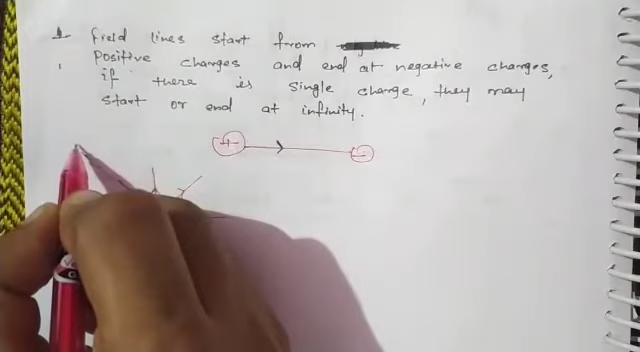 1. field lines start from
positive charges and end at negative charges,
if there is single charge, they may
start or end at infinity.
+ -